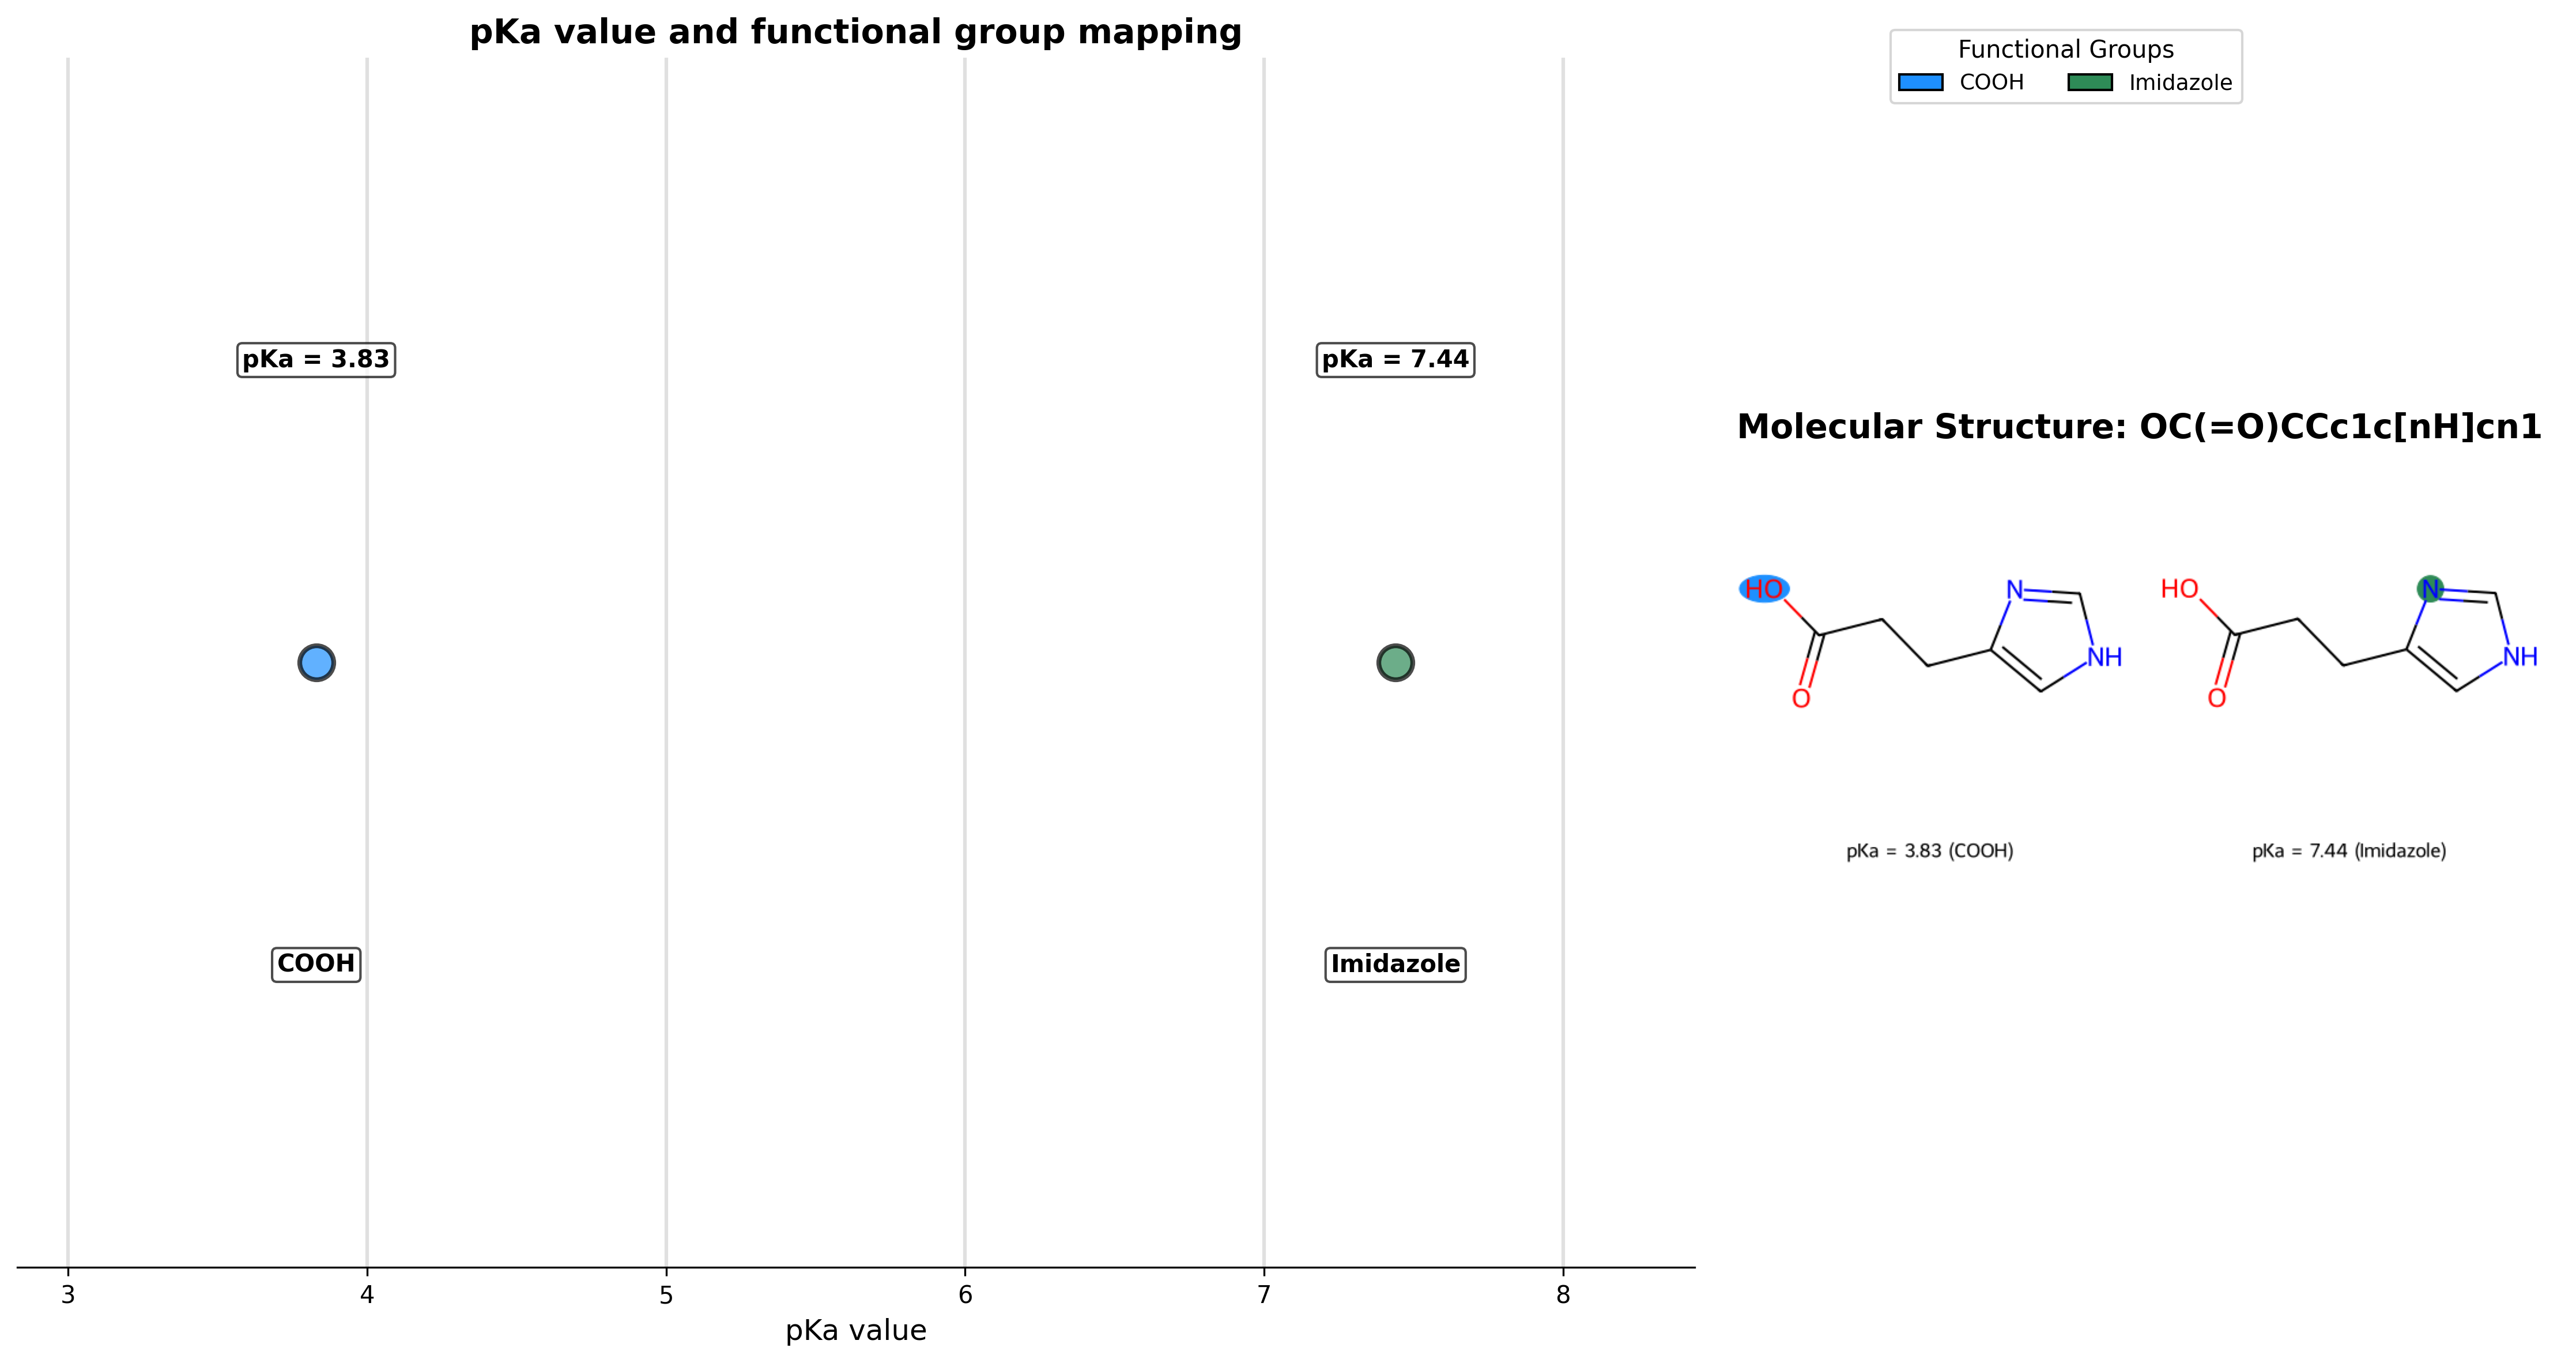 pKa value and functional group mapping
pKa = 3.83
pKa = 7.44
COOH
Imidazole
3 4 5 6 7 8
pKa value
Functional Groups
COOH Imidazole
Molecular Structure: OC(=O)CCc1c[nH]cn1
HO N NH O
HO N NH O
pKa = 3.83 (COOH)
pKa = 7.44 (Imidazole)